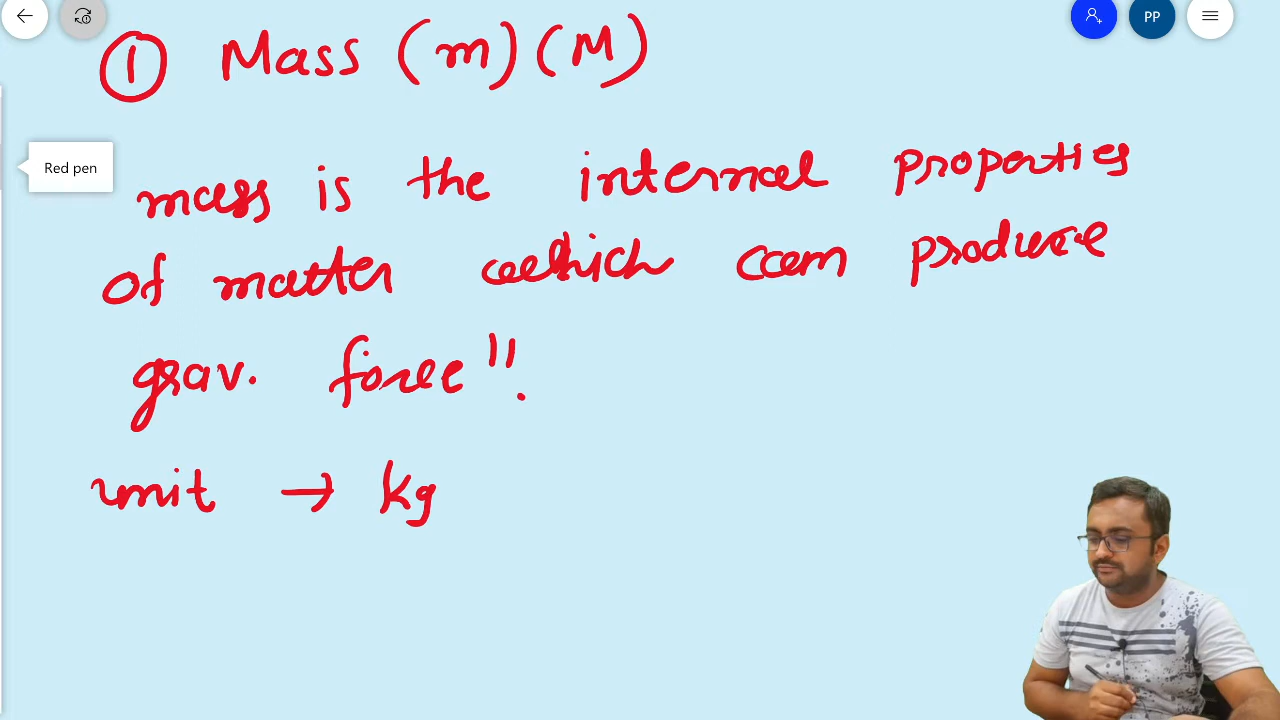 PP
① Mass (m) (M)
Red pen
mass is the internal properties
of matter which can produce
grav. force".
unit → kg